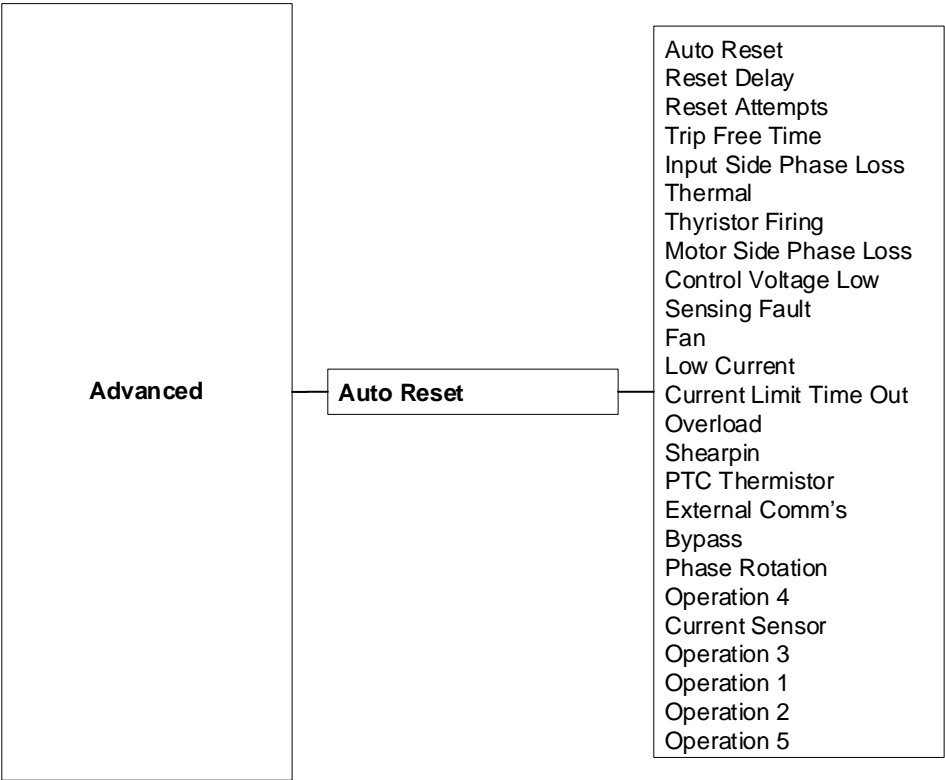 Advanced
Auto Reset
Auto Reset
Reset Delay
Reset Attempts
Trip Free Time
Input Side Phase Loss
Thermal
Thyristor Firing
Motor Side Phase Loss
Control Voltage Low
Sensing Fault
Fan
Low Current
Current Limit Time Out
Overload
Shearpin
PTC Thermistor
External Comm’s
Bypass
Phase Rotation
Operation 4
Current Sensor
Operation 3
Operation 1
Operation 2
Operation 5